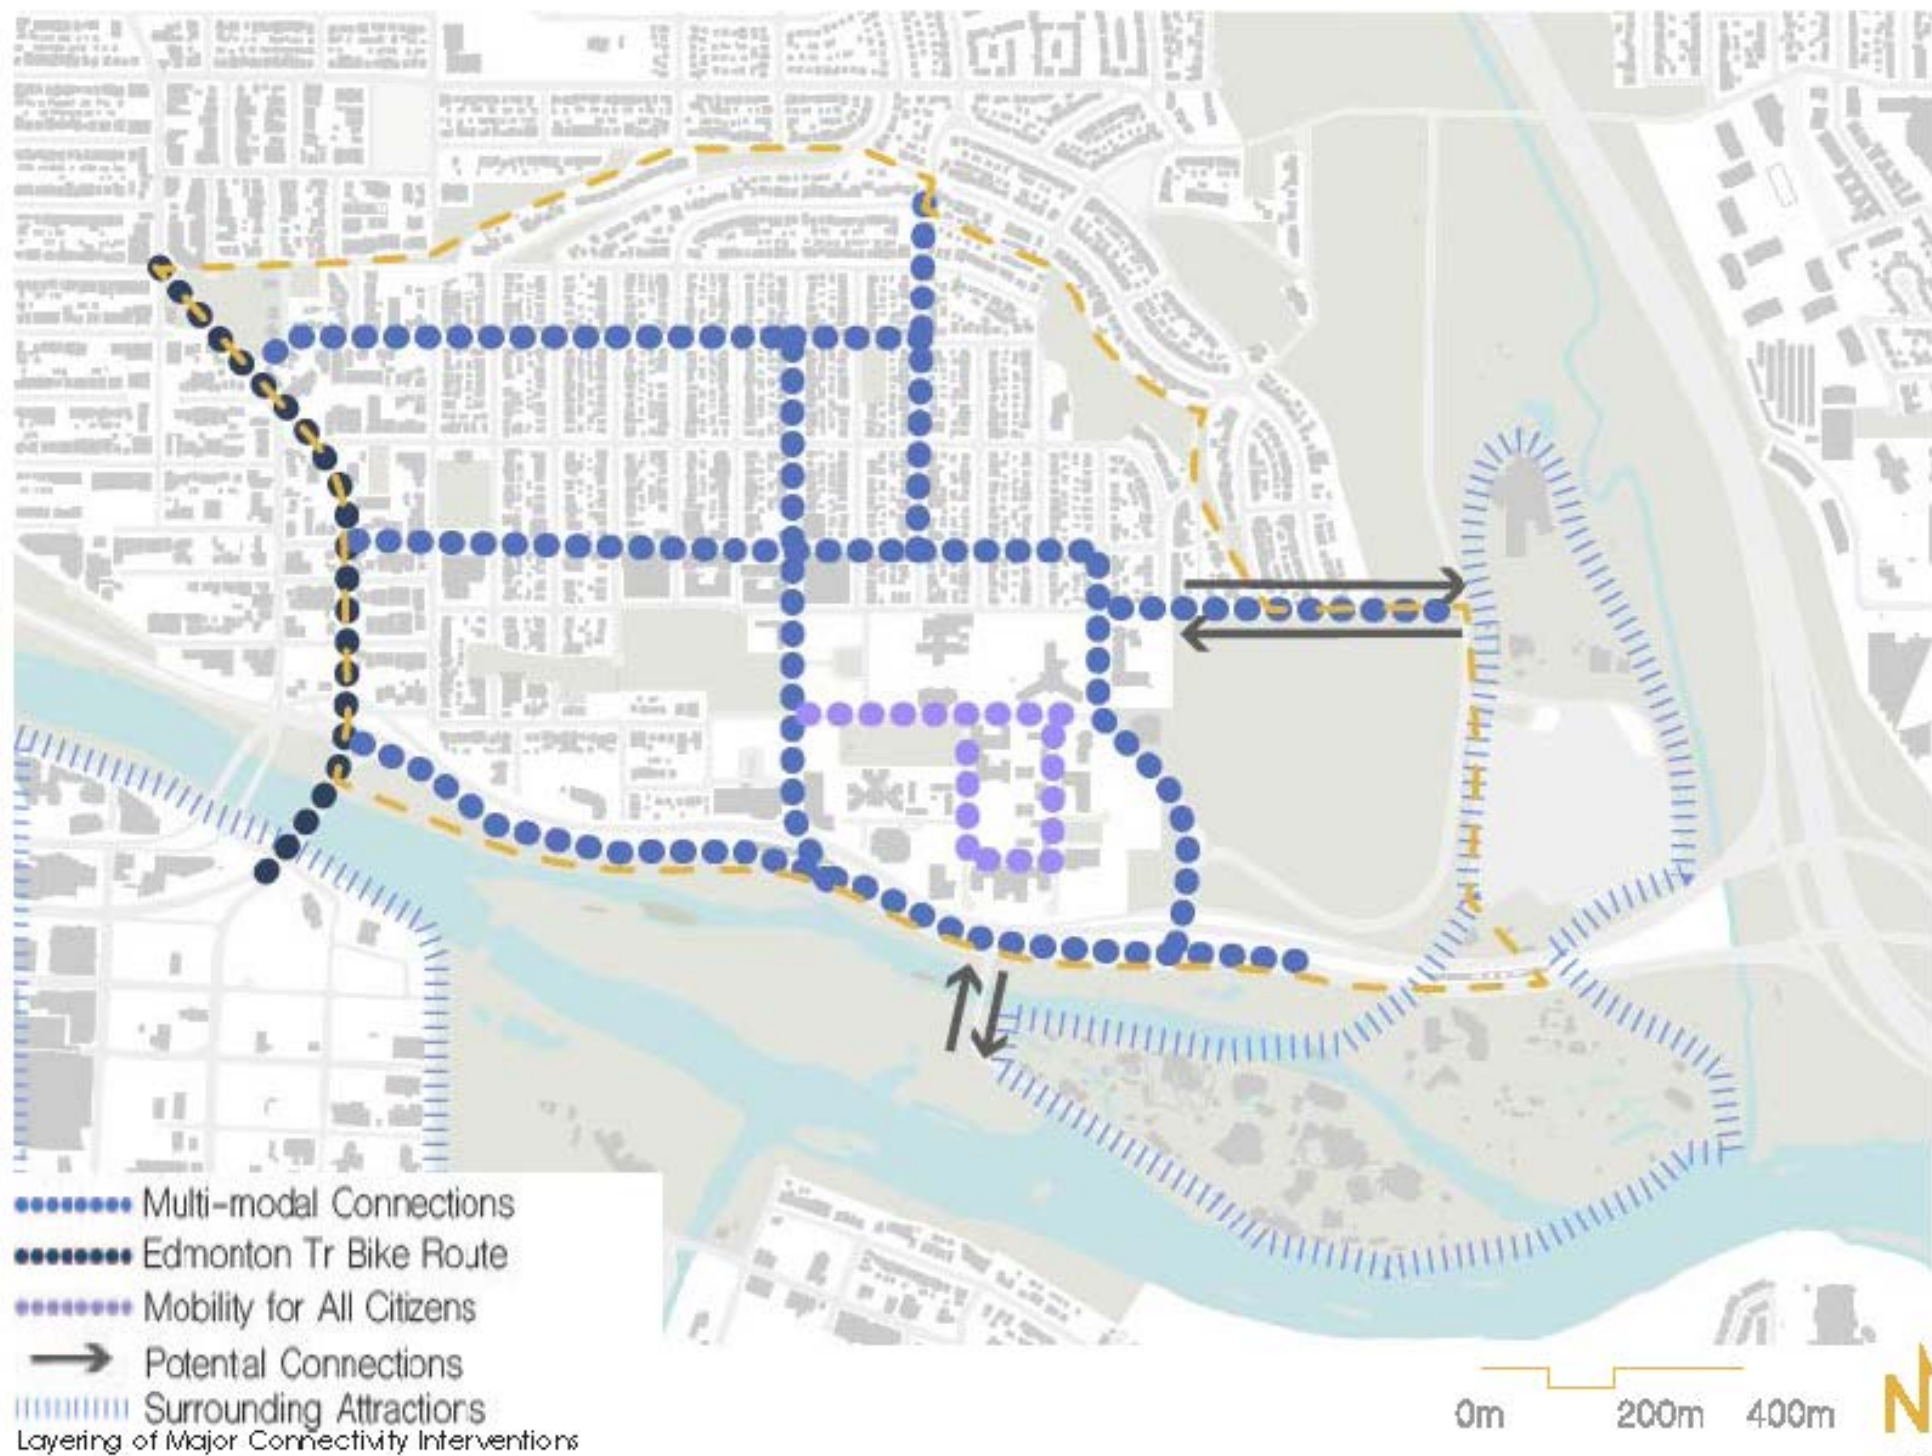 Multi-modal Connections
Edmonton Tr Bike Route
Mobility for All Citizens
Potental Connections
Surrounding Attractions
Layering of Major Connectivity Interventions
0m 200m 400m
N